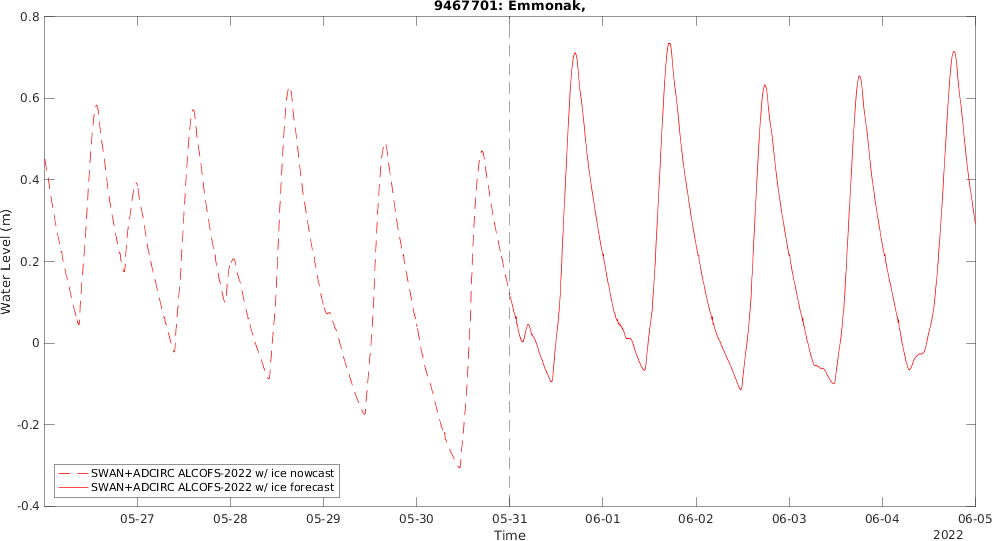 9467701: Emmonak,
0.8
0.6
0.4
0.2
0
-0.2
-0.4
Water Level (m)
SWAN+ADCIRC ALCOFS-2022 w/ ice nowcast
SWAN+ADCIRC ALCOFS-2022 w/ ice forecast
05-27 05-28 05-29 05-30 05-31 06-01 06-02 06-03 06-04 06-05
Time
2022